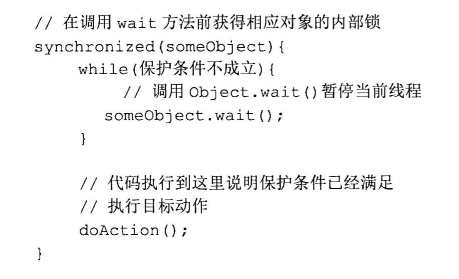 // 在调用 wait 方法前获得相应对象的内部锁
synchronized(someObject){
while(保护条件不成立){
// 调用 Object.wait()暂停当前线程
someObject.wait();
}
// 代码执行到这里说明保护条件已经满足
// 执行目标动作
doAction();
}